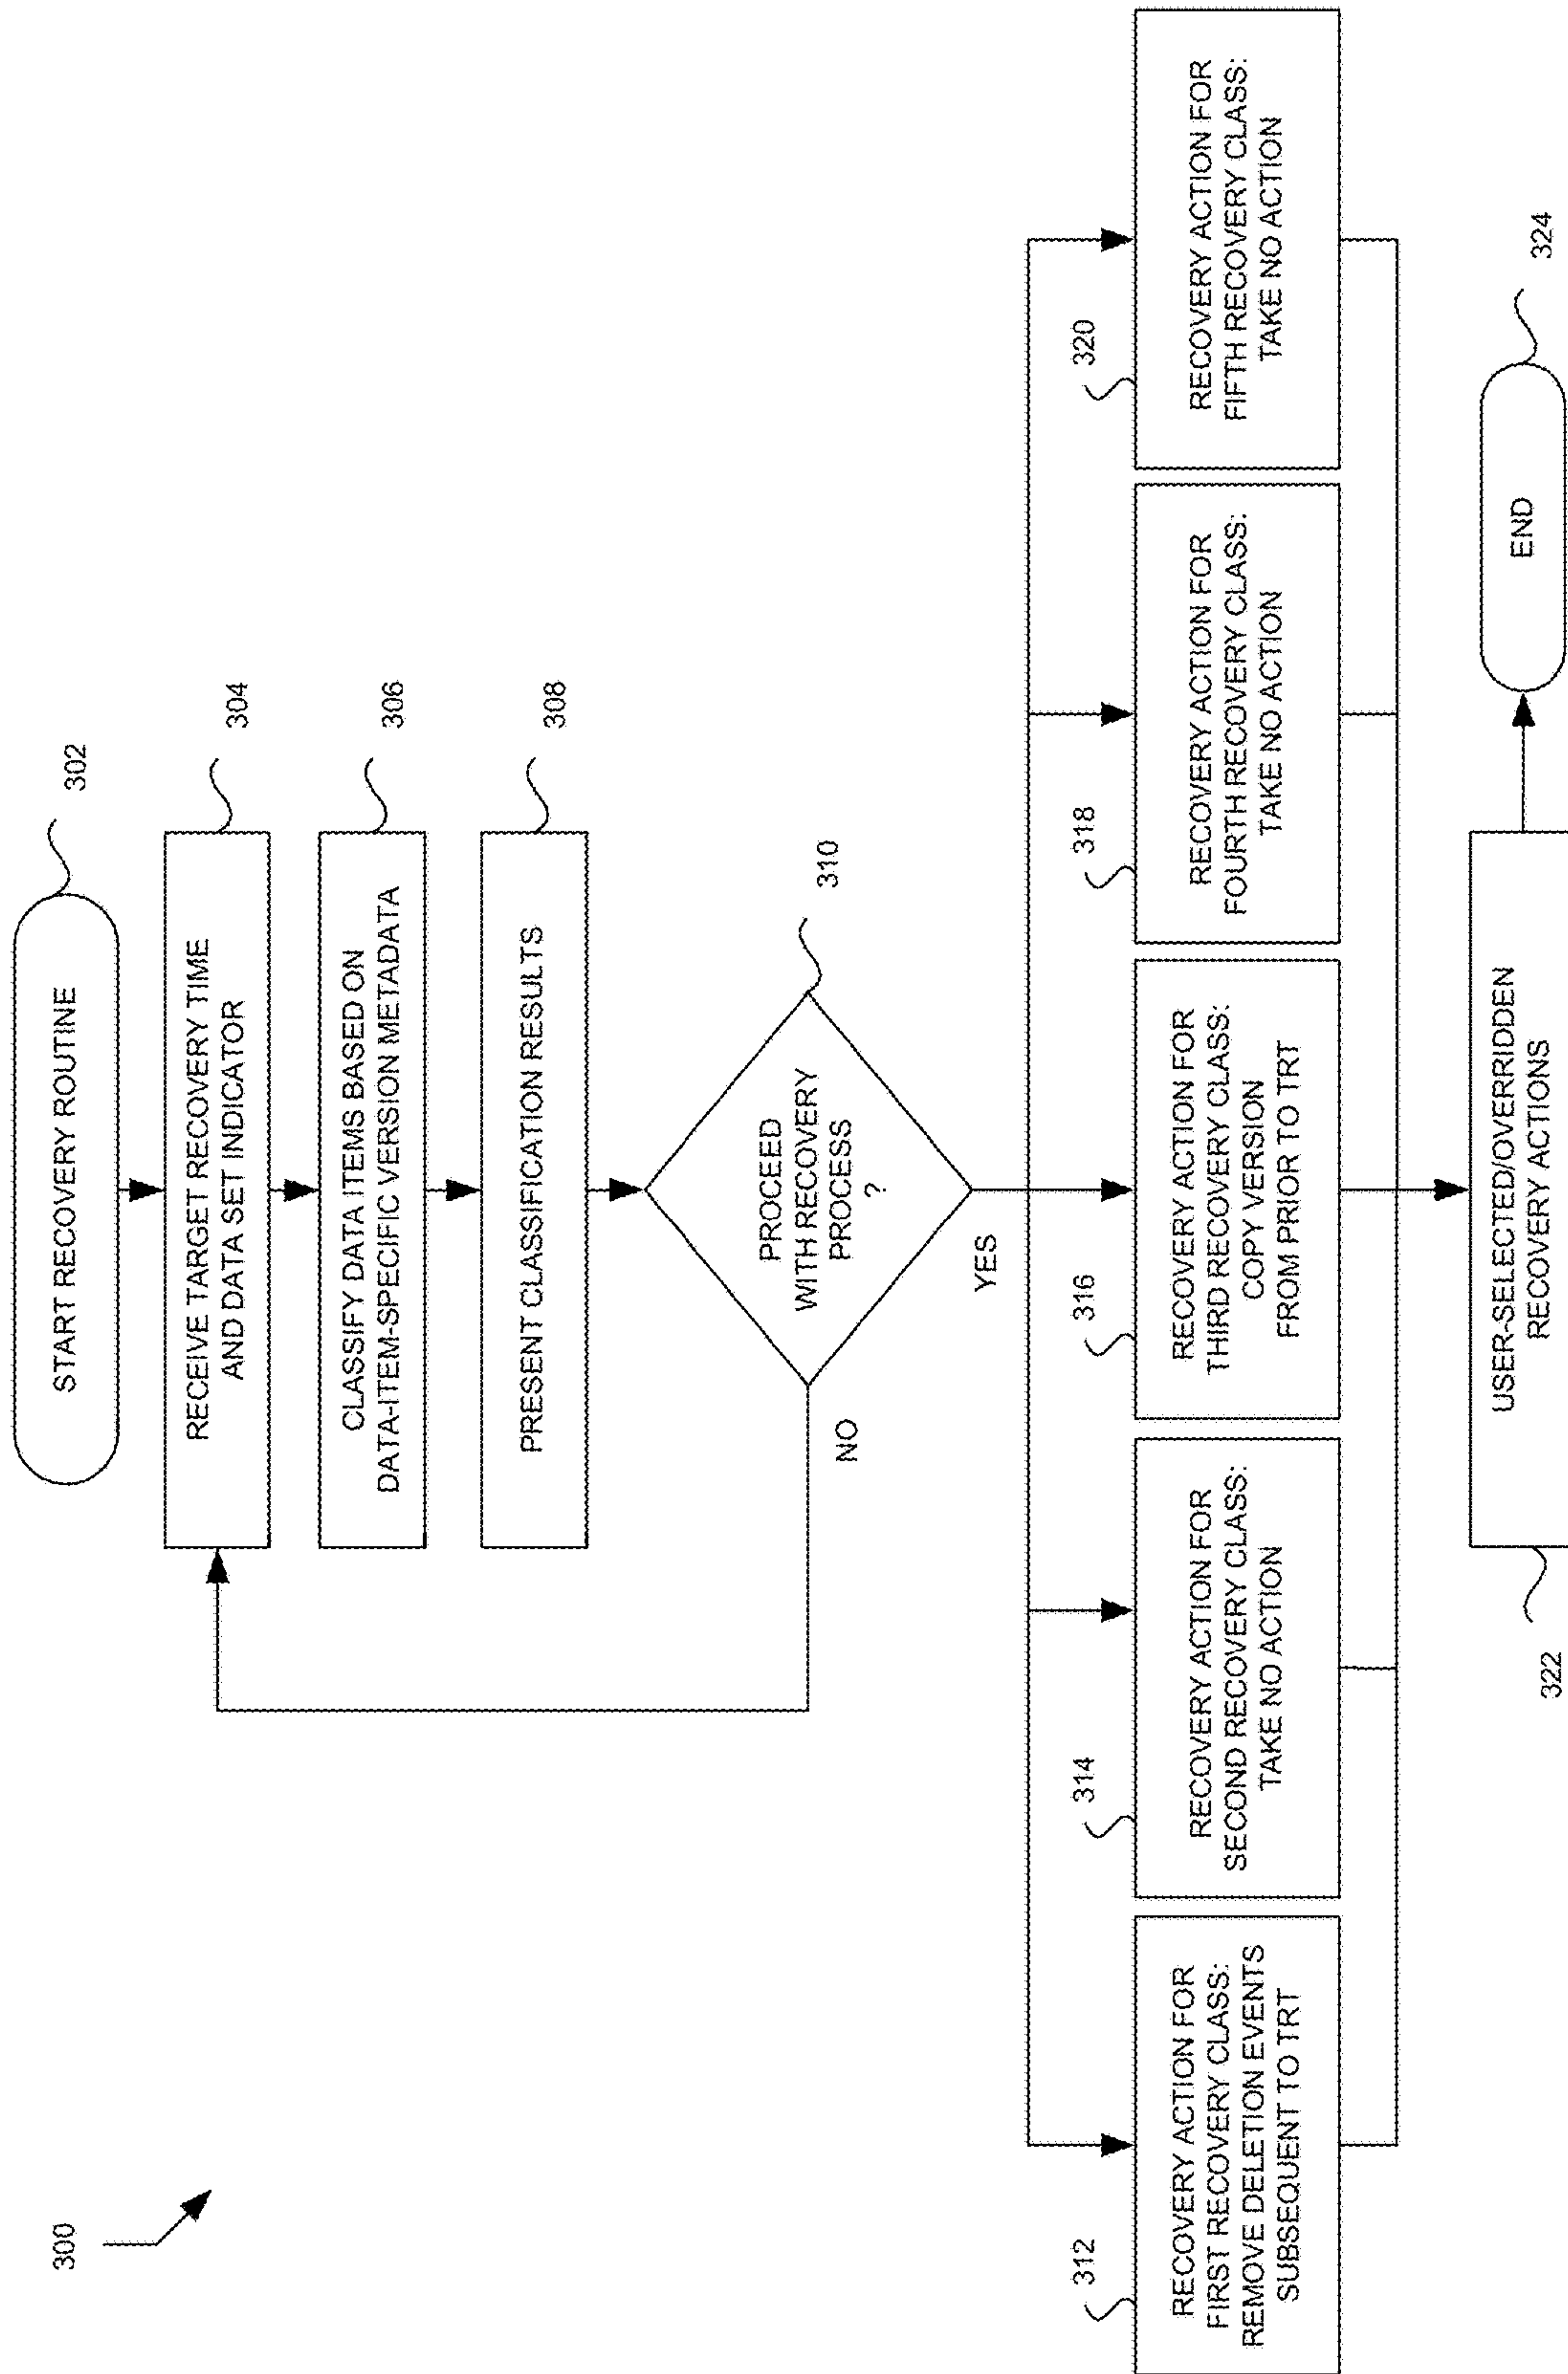 300
START RECOVERY ROUTINE
302
RECEIVE TARGET RECOVERY TIME
AND DATA SET INDICATOR
304
CLASSIFY DATA ITEMS BASED ON
DATA-ITEM-SPECIFIC VERSION METADATA
306
PRESENT CLASSIFICATION RESULTS
308
PROCEED
WITH RECOVERY
PROCESS
?
310
NO
YES
312
RECOVERY ACTION FOR
FIRST RECOVERY CLASS:
REMOVE DELETION EVENTS
SUBSEQUENT TO TRT
314
RECOVERY ACTION FOR
SECOND RECOVERY CLASS:
TAKE NO ACTION
316
RECOVERY ACTION FOR
THIRD RECOVERY CLASS:
COPY VERSION
FROM PRIOR TO TRT
318
RECOVERY ACTION FOR
FOURTH RECOVERY CLASS:
TAKE NO ACTION
320
RECOVERY ACTION FOR
FIFTH RECOVERY CLASS:
TAKE NO ACTION
322
USER-SELECTED/OVERRIDDEN
RECOVERY ACTIONS
END
324